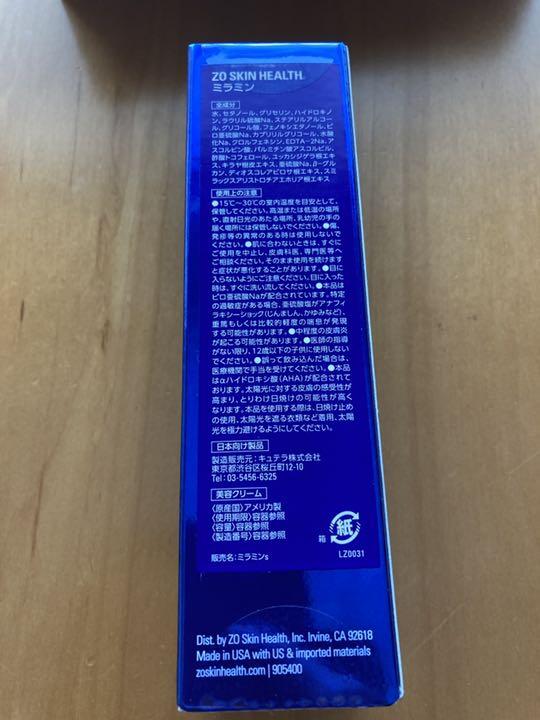 ZO SKIN HEALTH®
ミラミン
全成分
水、セタノール、グリセリン、ハイドロキノ
ン、ラウリル硫酸Na、ステアリルアルコー
ル、グリコール酸、フェノキシエタノール、ピ
ロ亜硫酸Na、カプリリルグリコール、水酸
化Na、クロルフェネシン、EDTA-2Na、ア
スコルビン酸、パルミチン酸アスコルビル、
酢酸トコフェロール、ユッカシジゲラ根エキ
ス、キラヤ樹皮エキス、亜硫酸Na、β-グル
カン、ディオスコレアビロサ根エキス、スミ
ラックスアリストロチアエホリア根エキス
使用上の注意
●15℃〜30℃の室内温度を目安として、
保管してください。高温または低温の場所
や、直射日光のあたる場所、乳幼児の手の
届く場所には保管しないでください。●傷、
発疹等の異常のある時は使用しないで
ください。●肌に合わないときは、すぐに
ご使用を中止し、皮膚科医、専門医等へ
ご相談ください。そのまま使用を続けます
と症状が悪化することがあります。●目に
入らないようにご注意ください。目に入った
時は、すぐに洗い流してください。●本品は
ピロ亜硫酸Naが配合されています。特定
の過敏症がある場合、亜硫酸塩がアナフィ
ラキシーショック(じんましん、かゆみなど)、
重篤もしくは比較的軽度の喘息が発現
する可能性があります。●中程度の皮膚炎
が起こる可能性があります。●医師の指導
がない限り、12歳以下の子供に使用しない
でください。●誤って飲み込んだ場合は、
医療機関で手当を受けてください。●本品
はαハイドロキシ酸(AHA)が配合されて
おります。太陽光に対する皮膚の感受性が
高まり、とりわけ日焼けの可能性が高く
なります。本品を使用する際は、日焼け止め
の使用、太陽光を遮る衣類など着用、太陽
光を極力避けるようにしてください。
日本向け製品
製造販売元:キュテラ株式会社
東京都渋谷区桜丘町12-10
Tel:03-5456-6325
美容クリーム
〈原産国〉アメリカ製
〈使用期限〉容器参照
〈容量〉容器参照
〈製造番号〉容器参照
紙
箱
販売名:ミラミンs
LZ0031
Dist. by ZO Skin Health, Inc. Irvine, CA 92618
Made in USA with US & imported materials
zoskinhealth.com | 905400